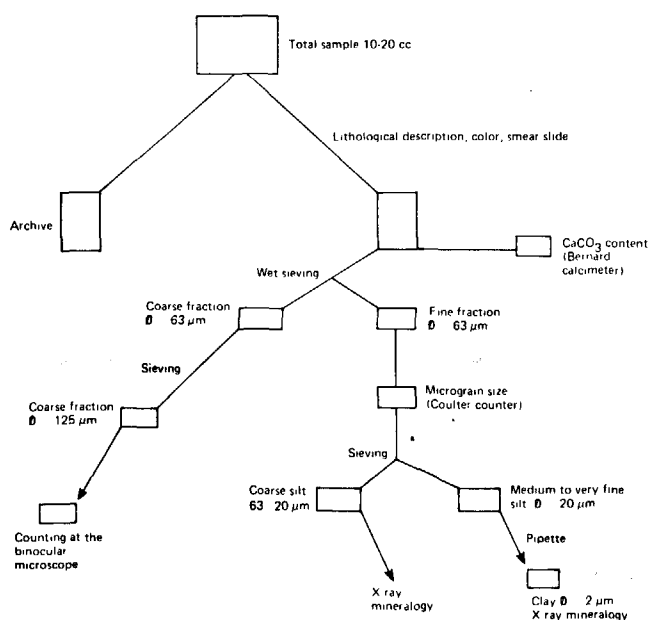 Total sample 10-20 cc
Lithological description, color, smear slide
Archive
CaCO3 content
(Bernard
calcimeter)
Wet sieving
Coarse fraction
Ø 63 µm
Fine fraction
Ø 63 µm
Sieving
Micrograin size
(Coulter counter)
Coarse fraction
Ø 125 µm
Sieving
Coarse silt
63 20 µm
Medium to very fine
silt Ø 20 µm
Counting at the
binocular
microscope
Pipette
X ray
mineralogy
Clay Ø 2 µm
X ray mineralogy